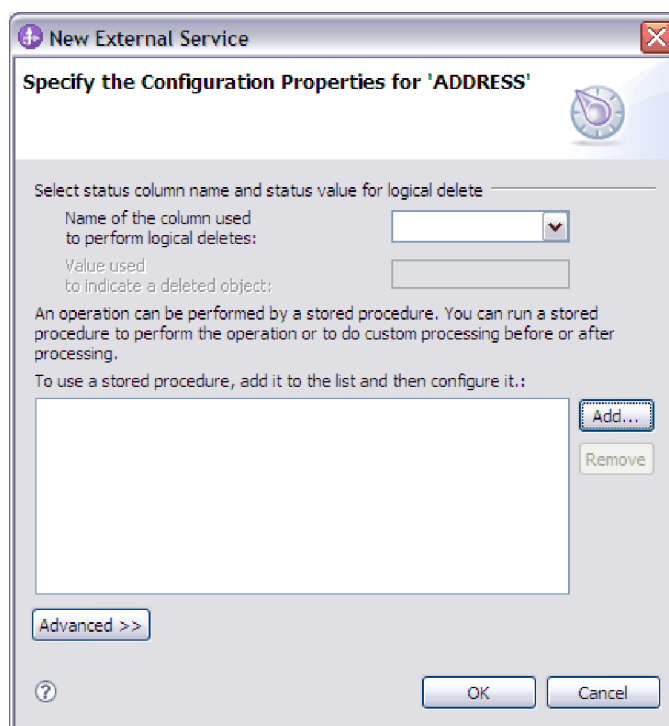 New External Service
Specify the Configuration Properties for 'ADDRESS'
Select status column name and status value for logical delete
Name of the column used
to perform logical deletes:
Value used
to indicate a deleted object:
An operation can be performed by a stored procedure. You can run a stored
procedure to perform the operation or to do custom processing before or after
processing.
To use a stored procedure, add it to the list and then configure it.:
Add...
Remove
Advanced >>
?
OK
Cancel